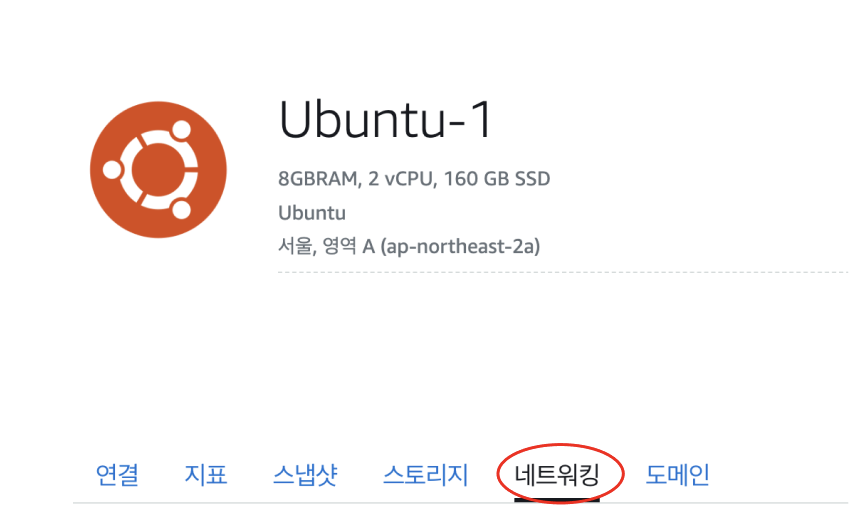 Ubuntu-1
8GBRAM, 2 vCPU, 160 GB SSD
Ubuntu
서울, 영역 A (ap-northeast-2a)
연결 지표 스냅샷 스토리지 네트워킹 도메인